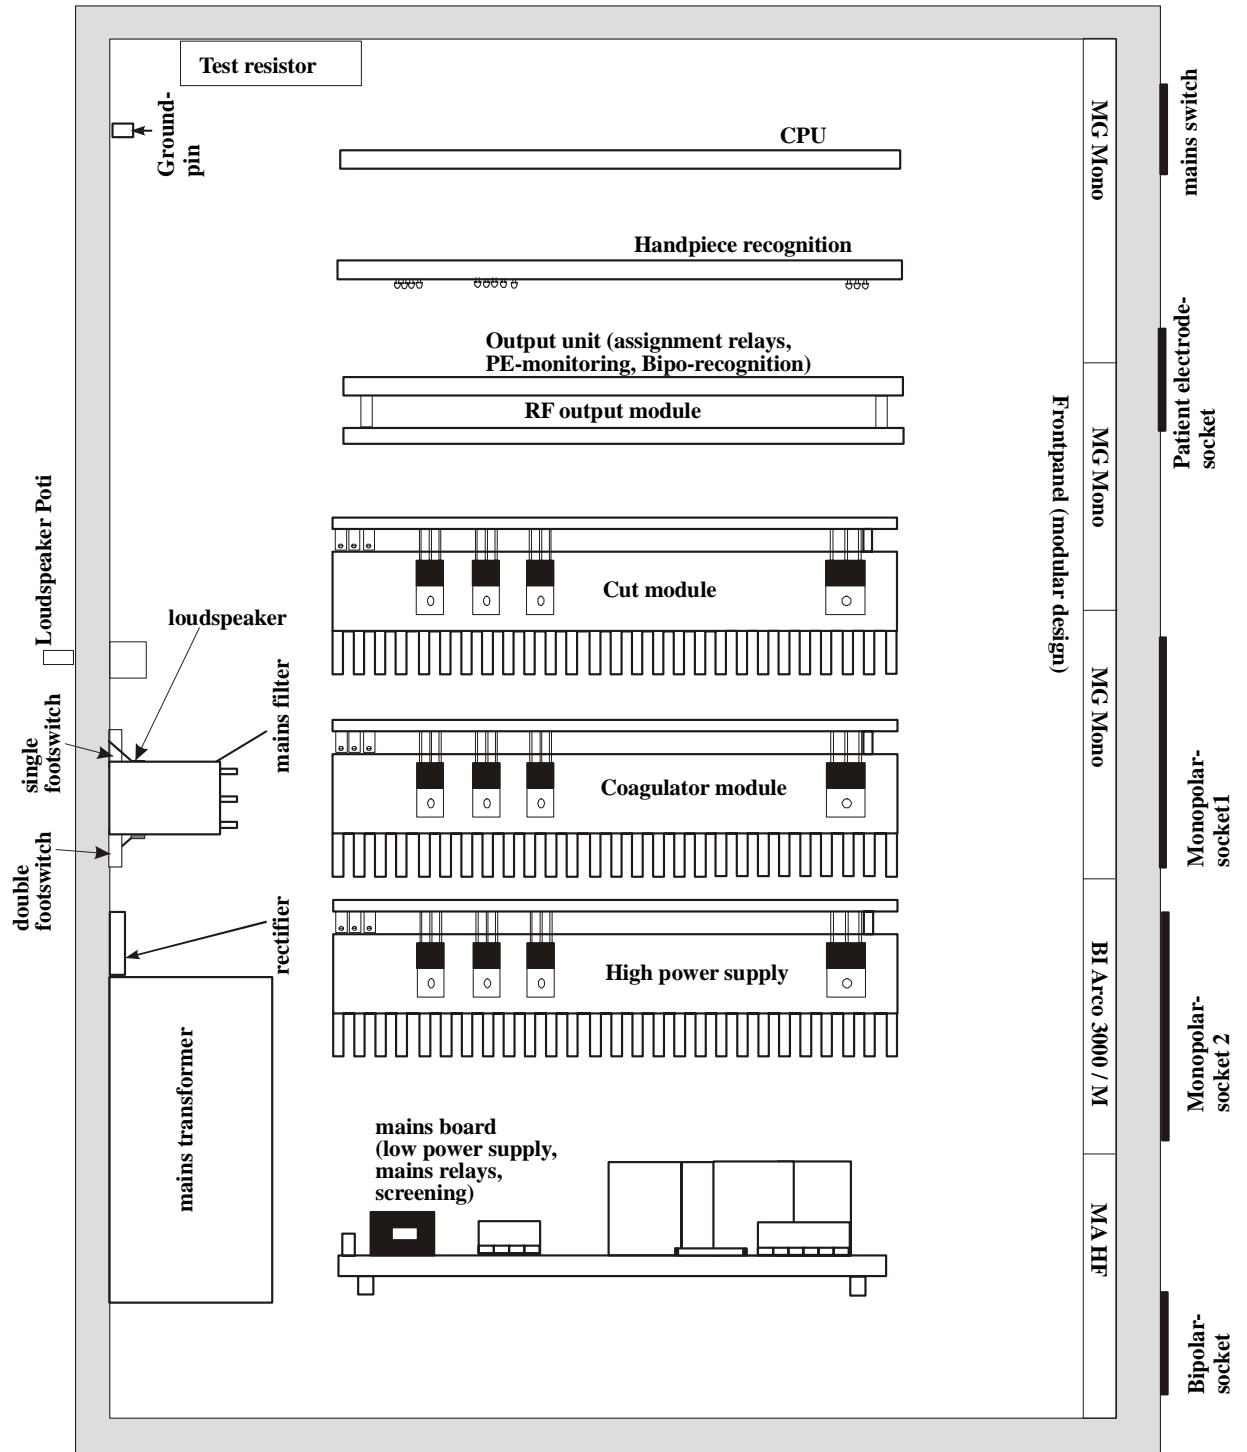 Test resistor
Ground-
pin
CPU
Handpiece recognition
Output unit (assignment relays,
PE-monitoring, Bipo-recognition)
RF output module
Cut module
Coagulator module
High power supply
mains board
(low power supply,
mains relays,
screening)
Loudspeaker Poti
loudspeaker
mains filter
single
footswitch
double
footswitch
rectifier
mains transformer
Frontpanel (modular design)
MG Mono
MG Mono
MG Mono
BI Arco 3000 / M
MA HF
mains switch
Patient electrode-
socket
Monopolar-
socket1
Monopolar-
socket 2
Bipolar-
socket